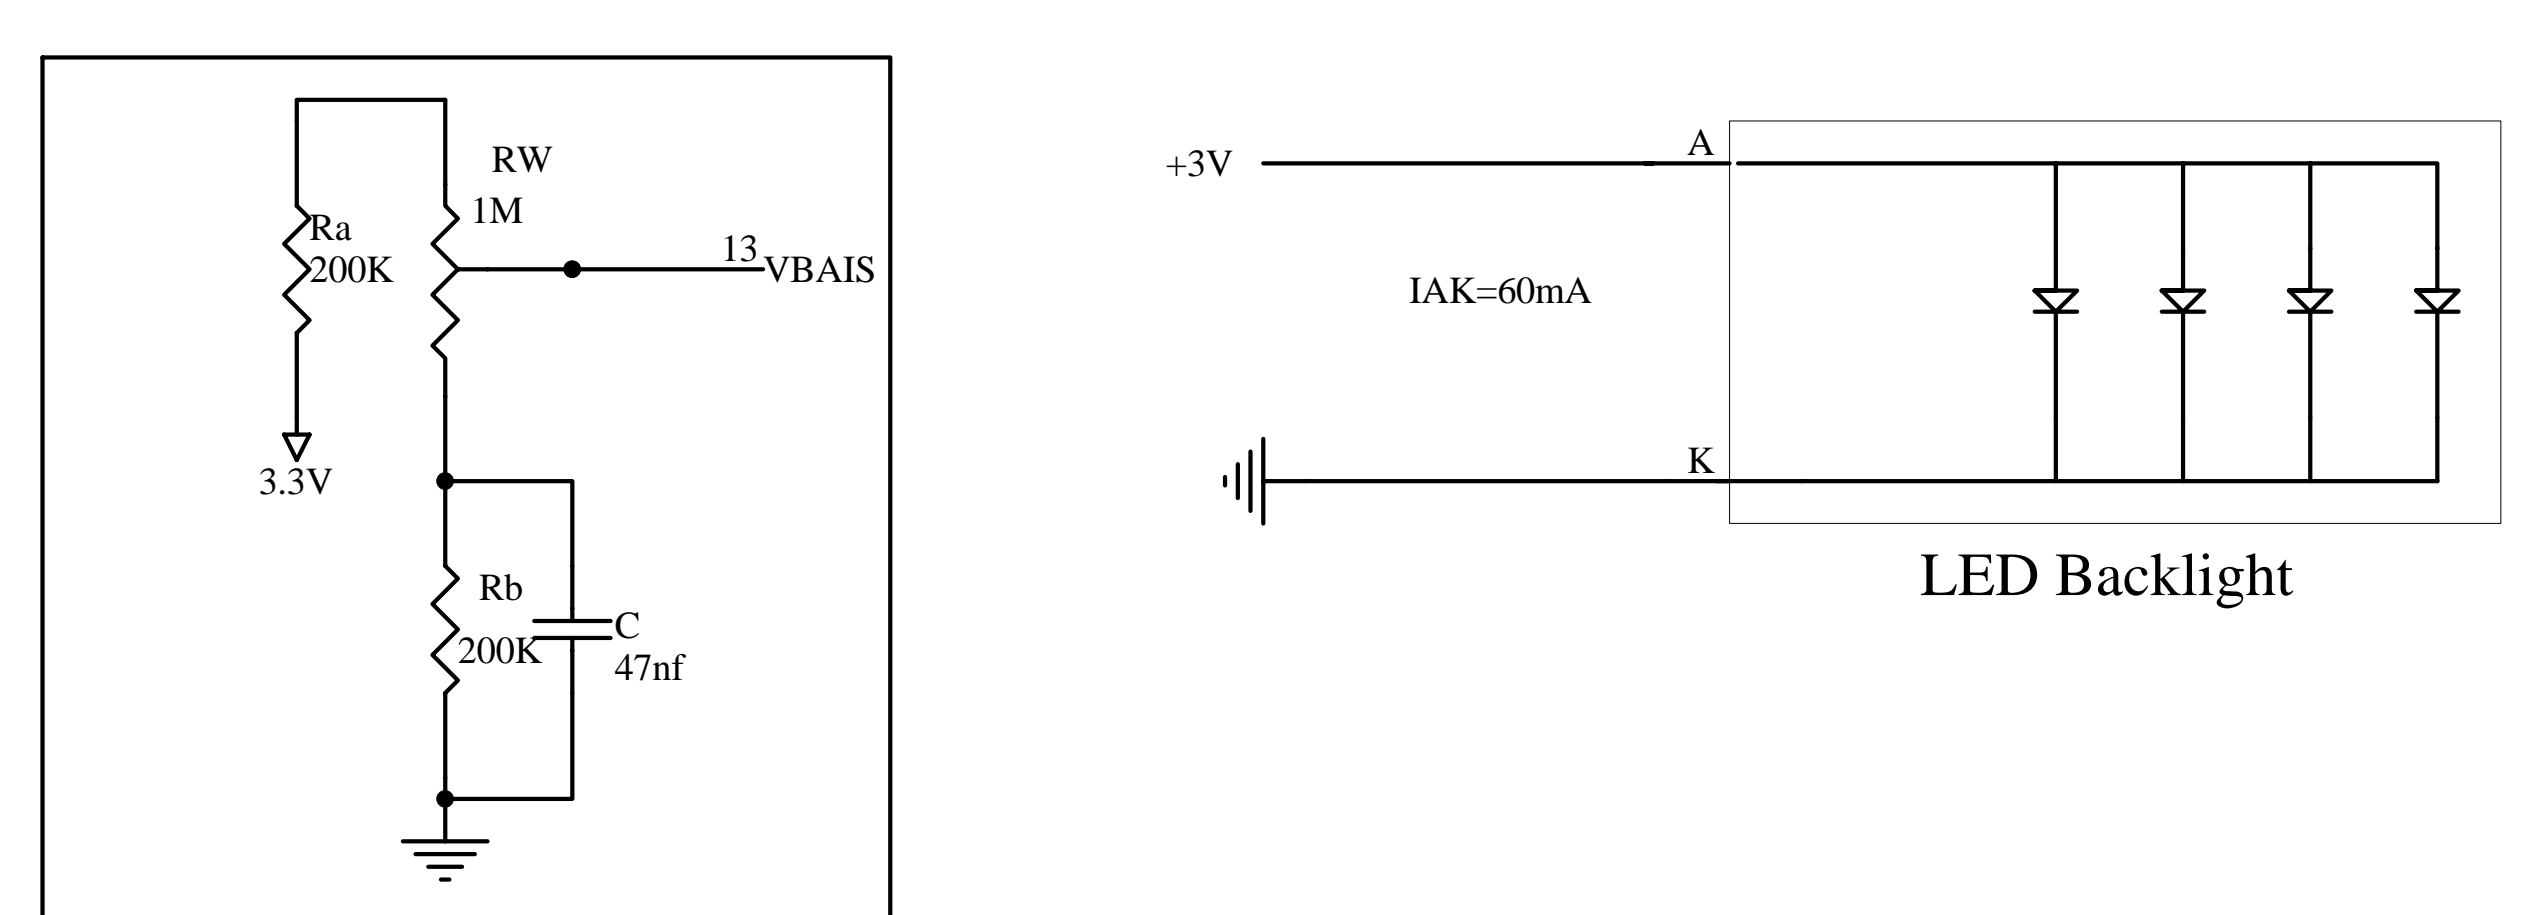 RW
1M
Ra
200K
13
VBAIS
3.3V
Rb
200K
C
47nf
+3V
A
IAK=60mA
K
LED Backlight